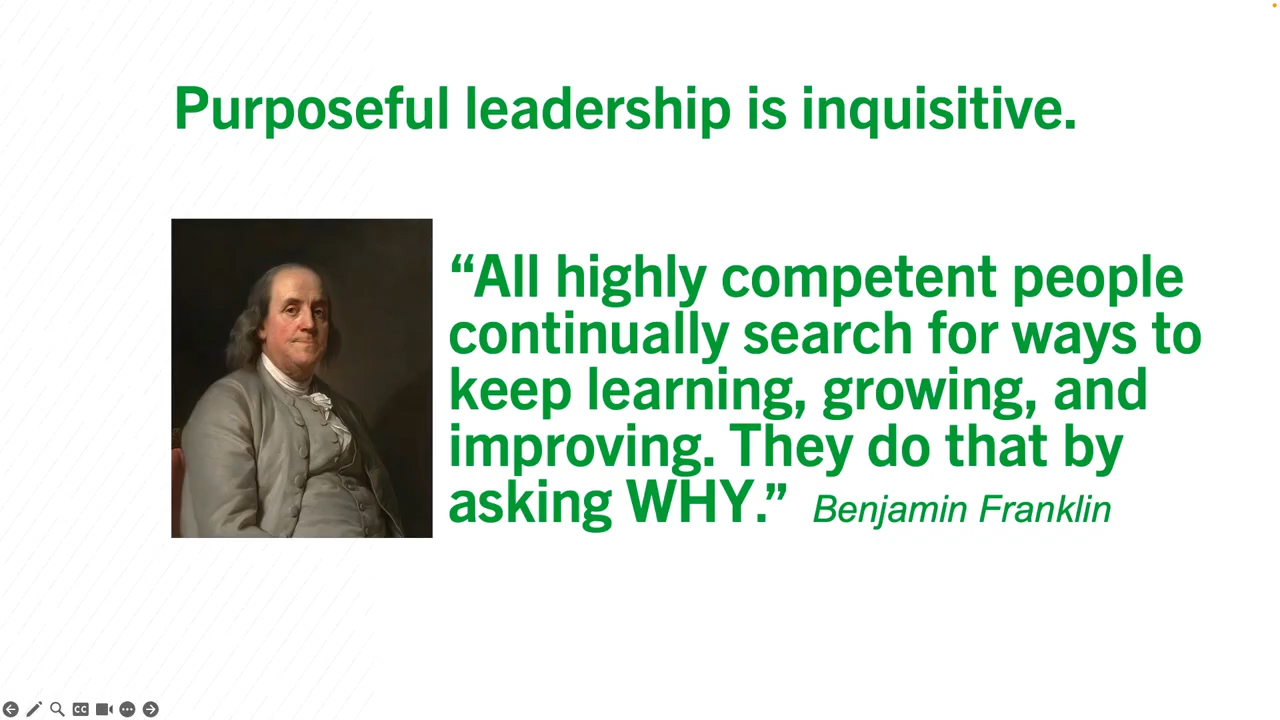 Purposeful leadership is inquisitive.
“All highly competent people
continually search for ways to
keep learning, growing, and
improving. They do that by
asking WHY.” Benjamin Franklin
CC